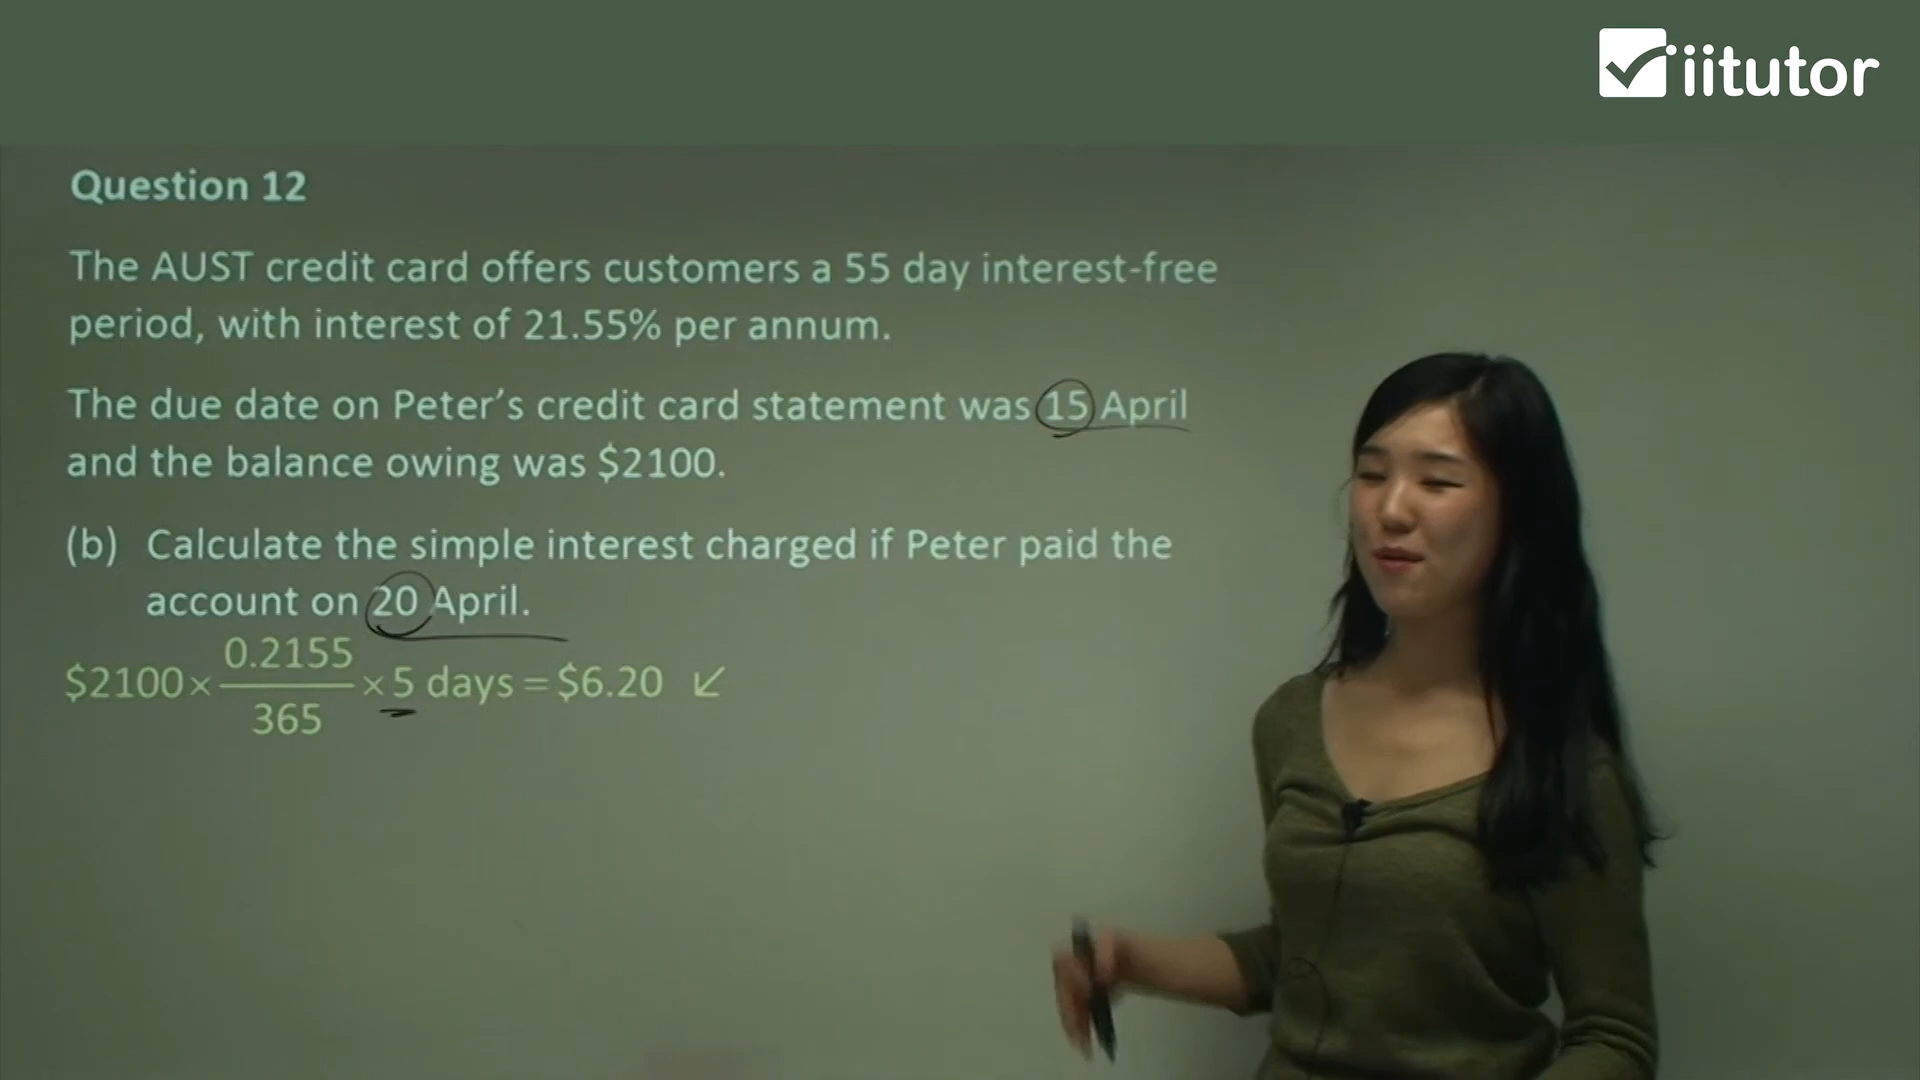 iitutor
Question 12
The AUST credit card offers customers a 55 day interest-free
period, with interest of 21.55% per annum.
The due date on Peter’s credit card statement was 15 April
and the balance owing was $2100.
(b) Calculate the simple interest charged if Peter paid the
account on 20 April.
$2100 × 0.2155 / 365 × 5 days = $6.20 ↙